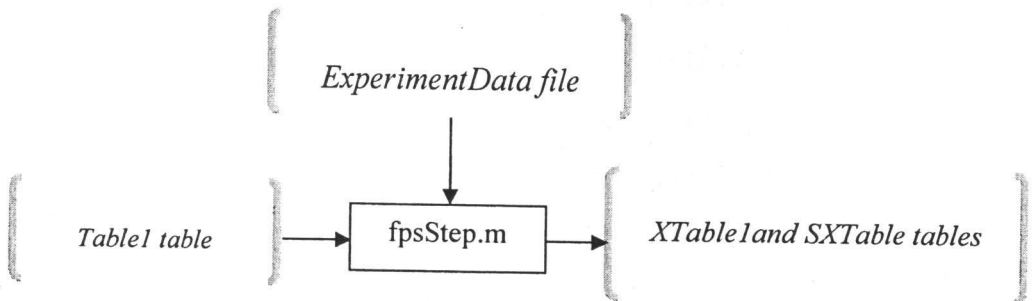 ExperimentData file
Table1 table
fpsStep.m
XTable1and SXTable tables